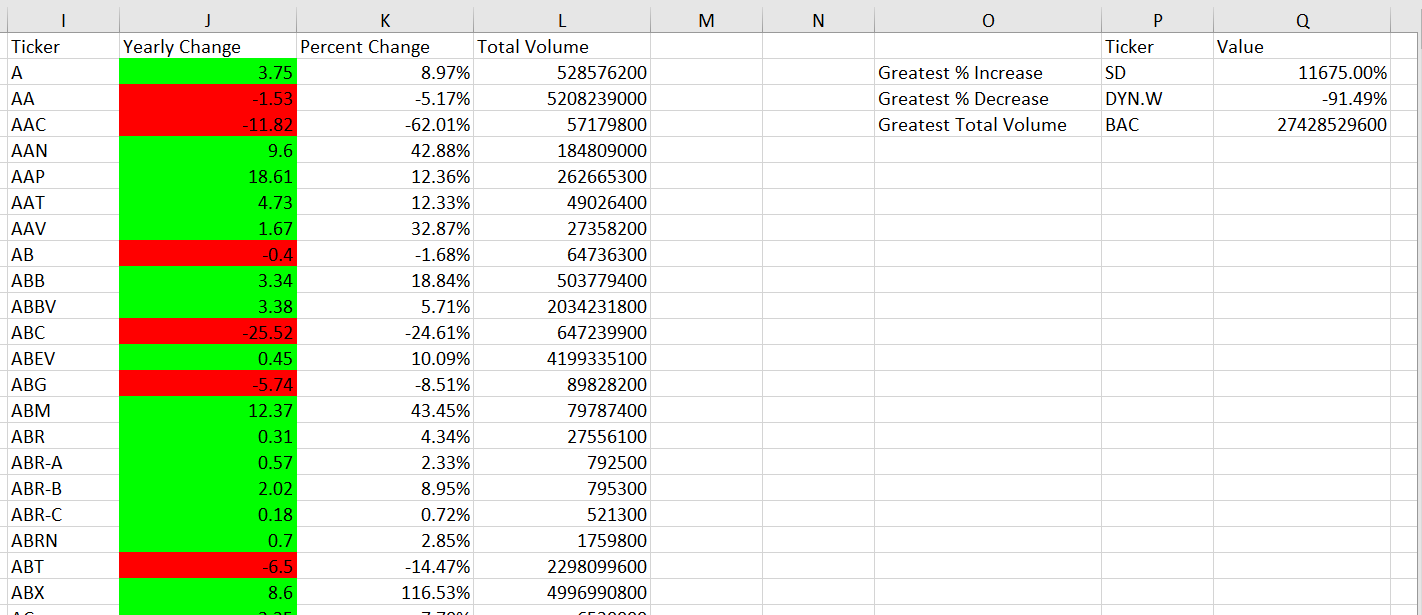 I J K L M N O P Q
Ticker Yearly Change Percent Change Total Volume Ticker Value
A 3.75 8.97% 528576200 Greatest % Increase SD 11675.00%
AA -1.53 -5.17% 5208239000 Greatest % Decrease DYN.W -91.49%
AAC -11.82 -62.01% 57179800 Greatest Total Volume BAC 27428529600
AAN 9.6 42.88% 184809000
AAP 18.61 12.36% 262665300
AAT 4.73 12.33% 49026400
AAV 1.67 32.87% 27358200
AB -0.4 -1.68% 64736300
ABB 3.34 18.84% 503779400
ABBV 3.38 5.71% 2034231800
ABC -25.52 -24.61% 647239900
ABEV 0.45 10.09% 4199335100
ABG -5.74 -8.51% 89828200
ABM 12.37 43.45% 79787400
ABR 0.31 4.34% 27556100
ABR-A 0.57 2.33% 792500
ABR-B 2.02 8.95% 795300
ABR-C 0.18 0.72% 521300
ABRN 0.7 2.85% 1759800
ABT -6.5 -14.47% 2298099600
ABX 8.6 116.53% 4996990800